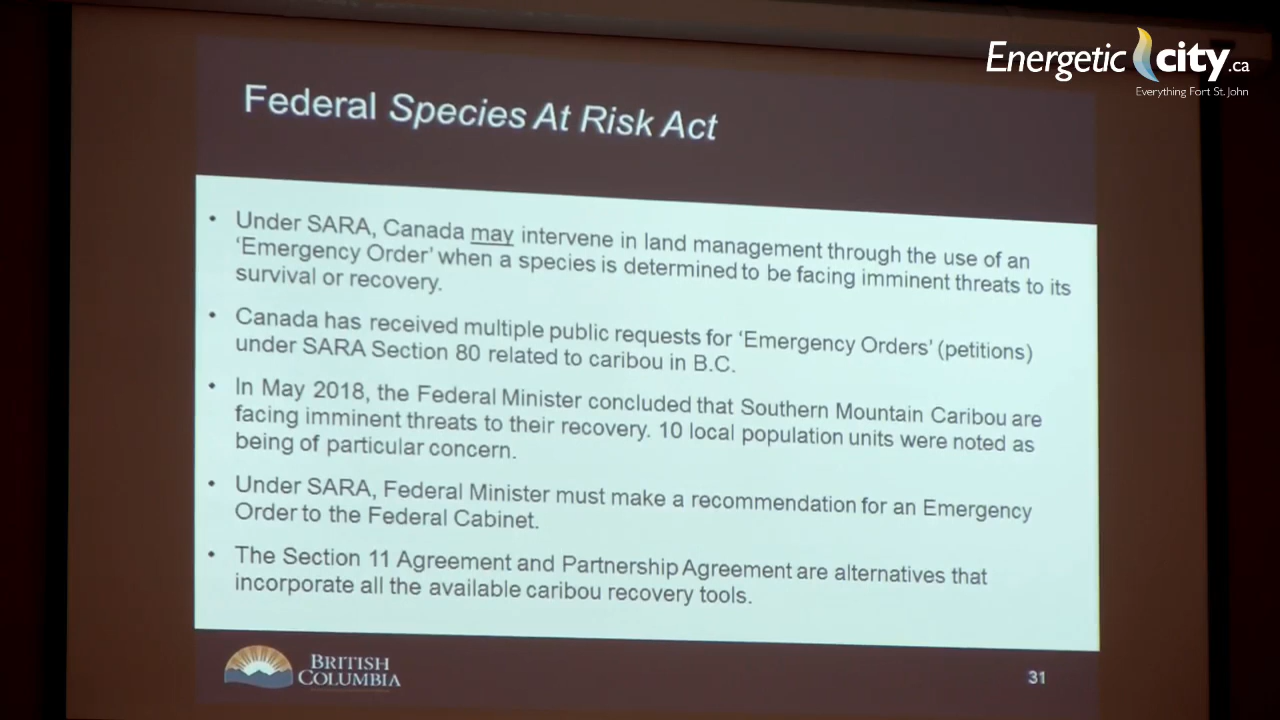 Energetic city.ca
Everything Fort St. John
Federal Species At Risk Act
• Under SARA, Canada may intervene in land management through the use of an
‘Emergency Order’ when a species is determined to be facing imminent threats to its
survival or recovery.
• Canada has received multiple public requests for ‘Emergency Orders’ (petitions)
under SARA Section 80 related to caribou in B.C.
• In May 2018, the Federal Minister concluded that Southern Mountain Caribou are
facing imminent threats to their recovery. 10 local population units were noted as
being of particular concern.
• Under SARA, Federal Minister must make a recommendation for an Emergency
Order to the Federal Cabinet.
• The Section 11 Agreement and Partnership Agreement are alternatives that
incorporate all the available caribou recovery tools.
BRITISH
COLUMBIA
31